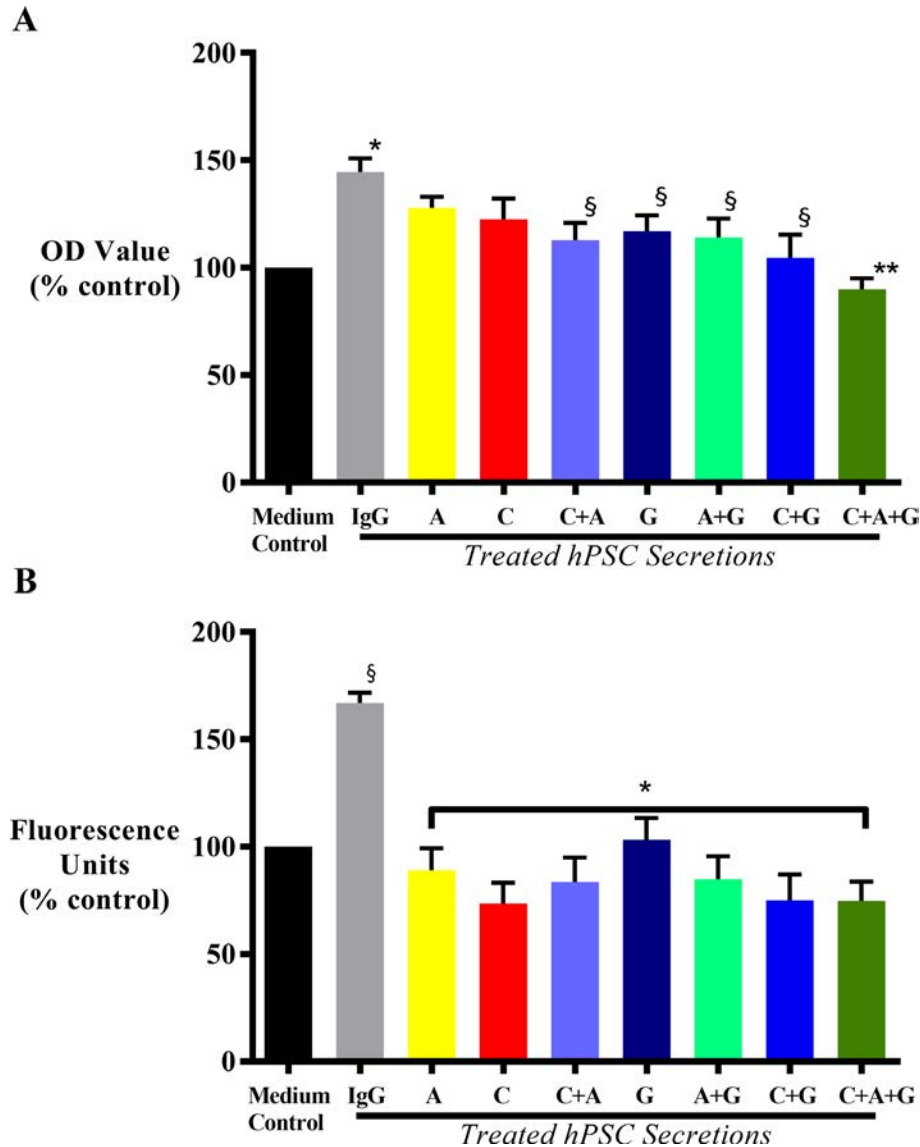 A
200
150
100
50
0
OD Value
(% control)
*
§
§
§
§
**
Medium
Control
IgG
A
C
C+A
G
A+G
C+G
C+A+G
Treated hPSC Secretions
B
200
150
100
50
0
Fluorescence
Units
(% control)
§
*
Medium
Control
IgG
A
C
C+A
G
A+G
C+G
C+A+G
Treated hPSC Secretions